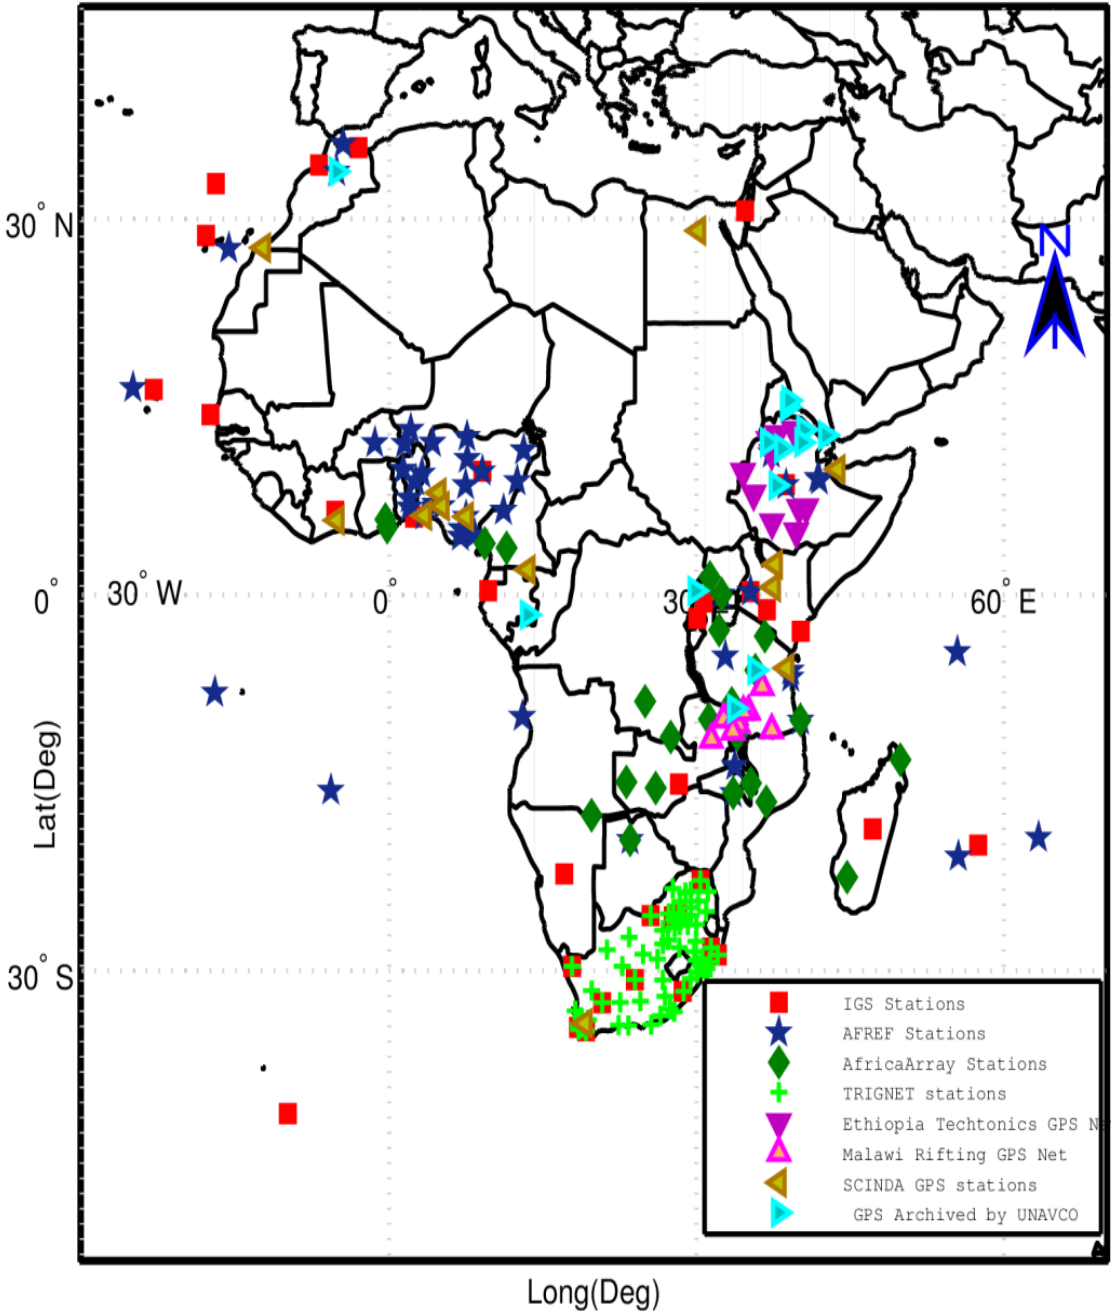 30° N
N
0°
30° W
0°
30° E
60° E
Lat(Deg)
30° S
IGS Stations
AFREF Stations
AfricaArray Stations
TRIGNET stations
Ethiopia Techtonics GPS N
Malawi Rifting GPS Net
SCINDA GPS stations
GPS Archived by UNAVCO
Long(Deg)